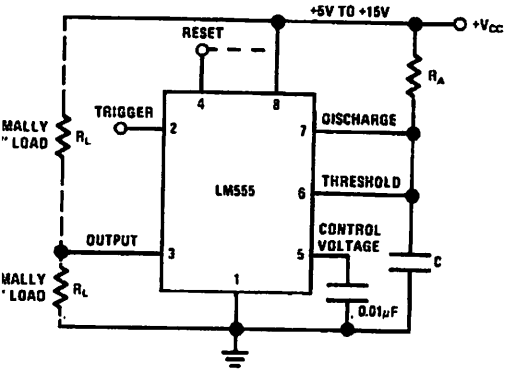 +5V TO +15V
+VCC
RESET
RA
4
8
TRIGGER
2
7
DISCHARGE
MALLY
" LOAD
RL
LM555
6
THRESHOLD
OUTPUT
3
CONTROL
VOLTAGE
5
C
MALLY
' LOAD
RL
1
0.01µF